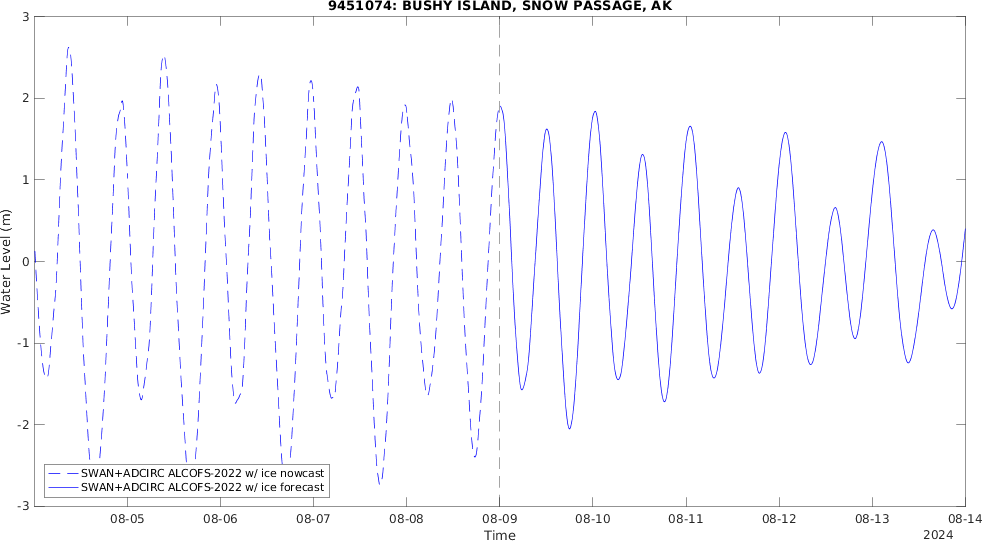 9451074: BUSHY ISLAND, SNOW PASSAGE, AK
3
2
1
0
-1
-2
-3
Water Level (m)
SWAN+ADCIRC ALCOFS-2022 w/ ice nowcast
SWAN+ADCIRC ALCOFS-2022 w/ ice forecast
08-05 08-06 08-07 08-08 08-09 08-10 08-11 08-12 08-13 08-14
Time
2024